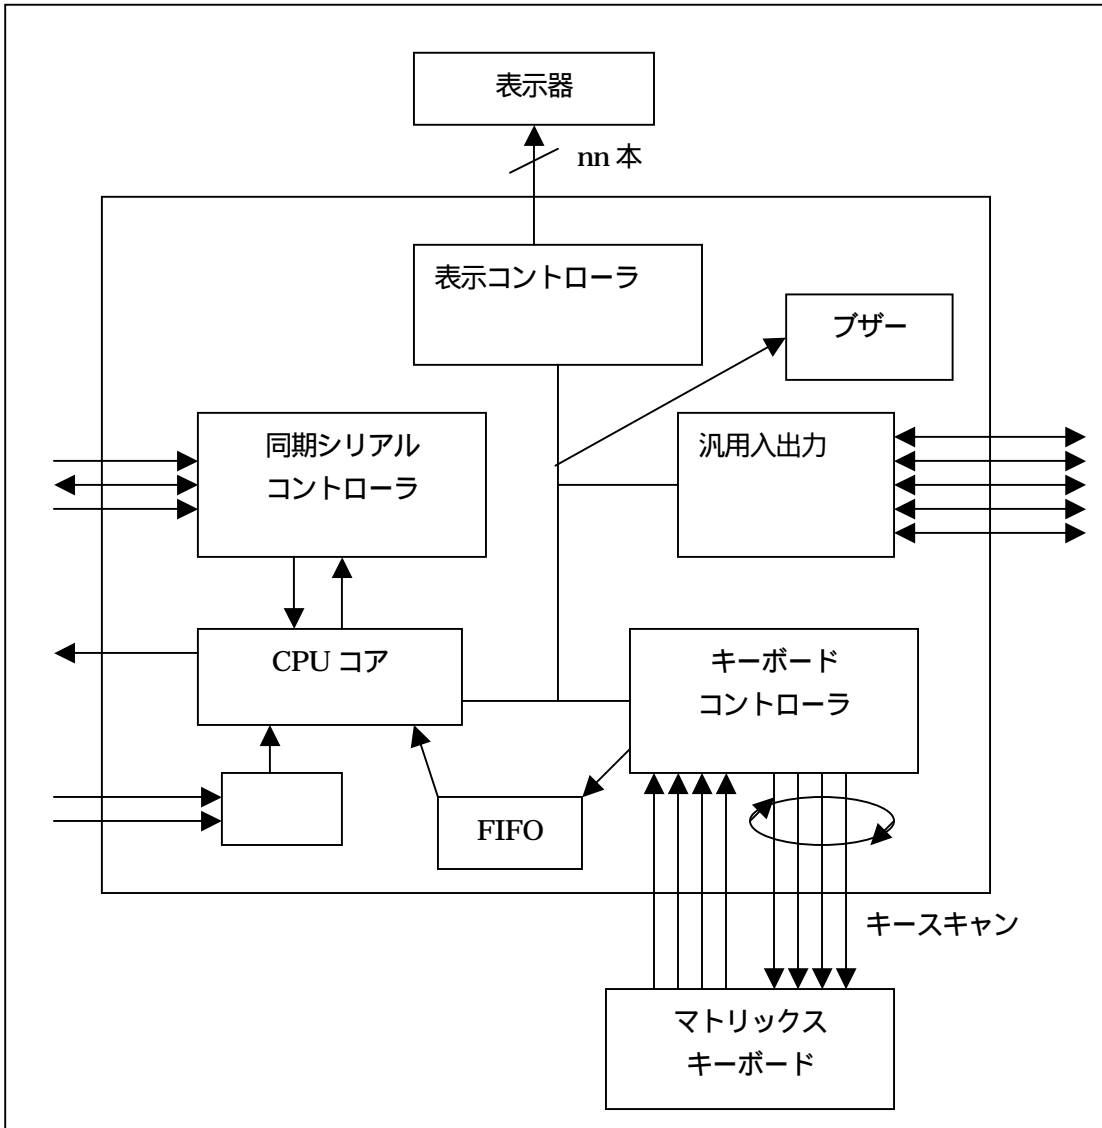 表示器
nn 本
表示コントローラ
ブザー
同期シリアル
コントローラ
汎用入出力
CPU コア
キーボード
コントローラ
FIFO
キースキャン
マトリックス
キーボード